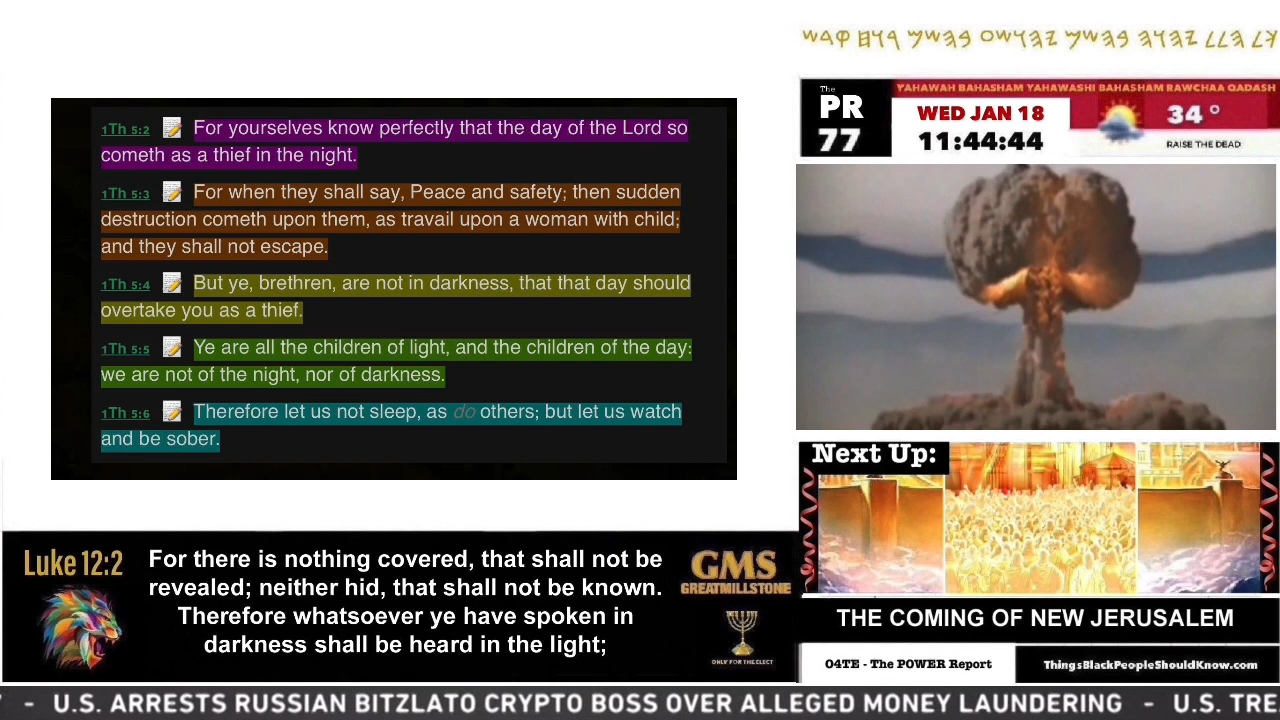 1Th 5:2 For yourselves know perfectly that the day of the Lord so
cometh as a thief in the night.
1Th 5:3 For when they shall say, Peace and safety; then sudden
destruction cometh upon them, as travail upon a woman with child;
and they shall not escape.
1Th 5:4 But ye, brethren, are not in darkness, that that day should
overtake you as a thief.
1Th 5:5 Ye are all the children of light, and the children of the day:
we are not of the night, nor of darkness.
1Th 5:6 Therefore let us not sleep, as do others; but let us watch
and be sober.
YAHAWAH BAHASHAM YAHAWASHI BAHASHAM RAWCHAA QADASH
The
PR
77
WED JAN 18
11:44:44
34 °
RAISE THE DEAD
Next Up:
THE COMING OF NEW JERUSALEM
O4TE - The POWER Report
ThingsBlackPeopleShouldKnow.com
Luke 12:2
For there is nothing covered, that shall not be
revealed; neither hid, that shall not be known.
Therefore whatsoever ye have spoken in
darkness shall be heard in the light;
GMS
GREATMILLSTONE
ONLY FOR THE ELECT
- U.S. ARRESTS RUSSIAN BITZLATO CRYPTO BOSS OVER ALLEGED MONEY LAUNDERING - U.S. TRE